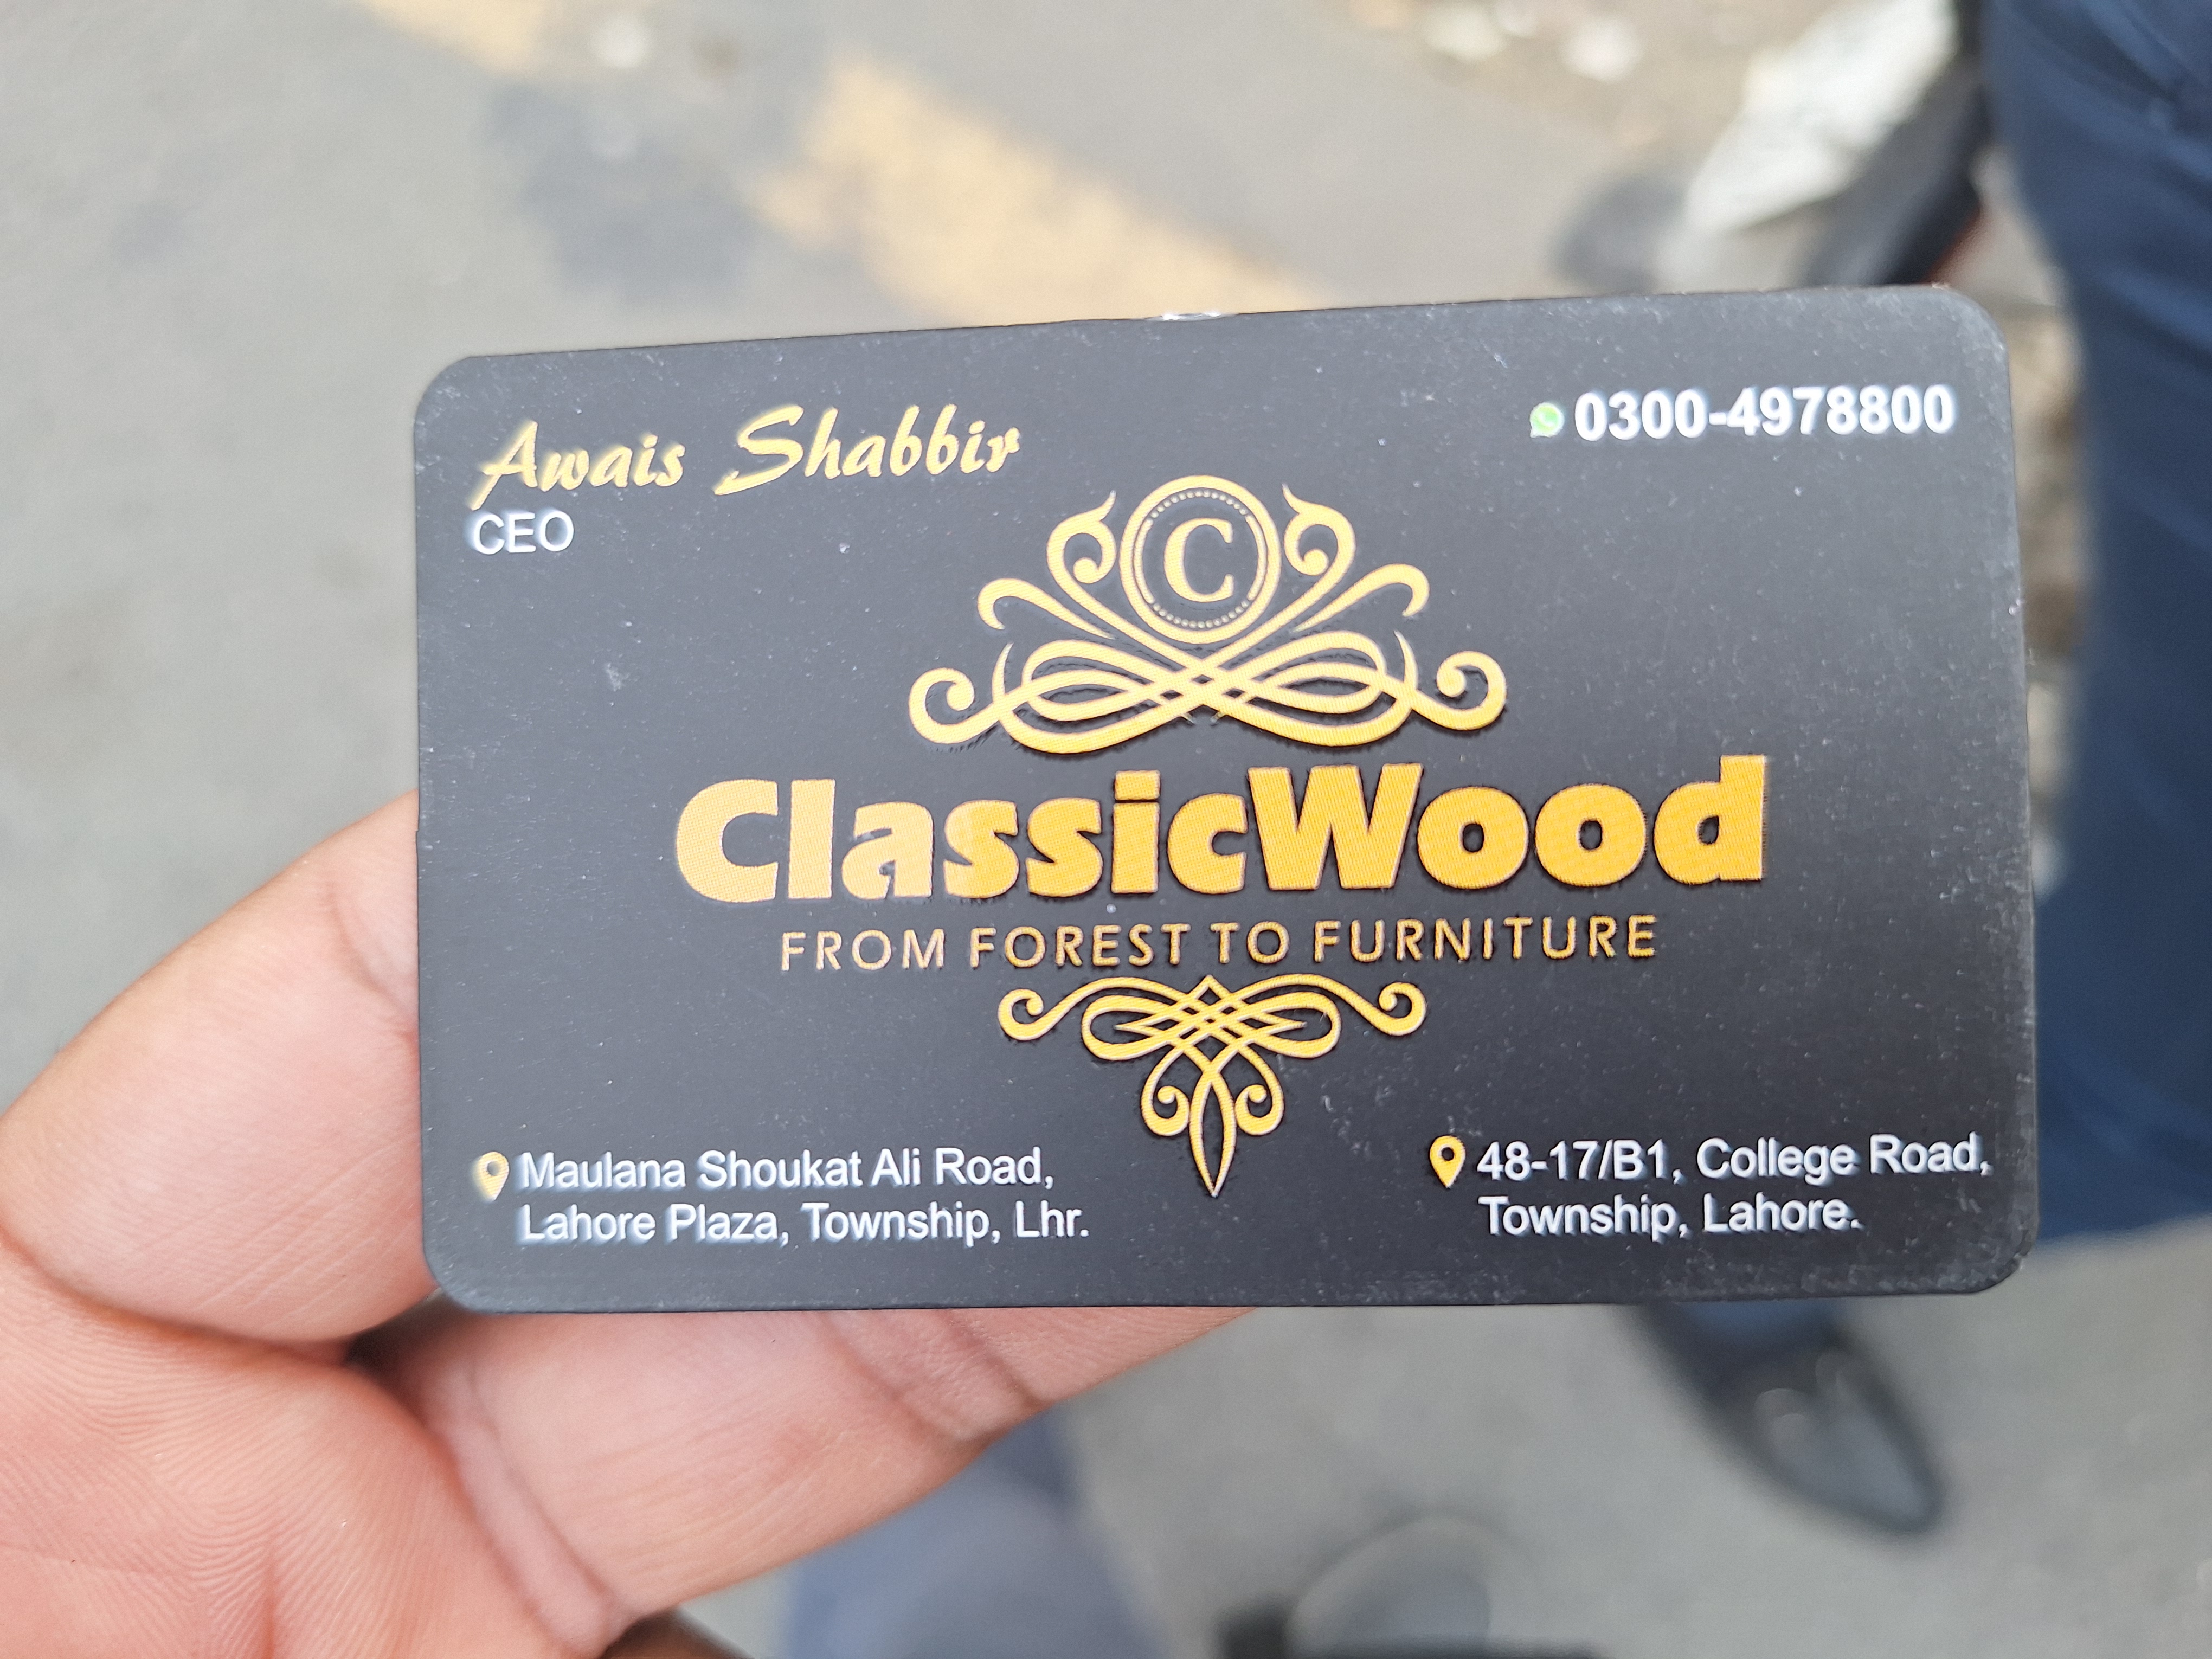 Awais Shabbir
CEO
0300-4978800
C
ClassicWood
FROM FOREST TO FURNITURE
Maulana Shoukat Ali Road,
Lahore Plaza, Township, Lhr.
48-17/B1, College Road,
Township, Lahore.